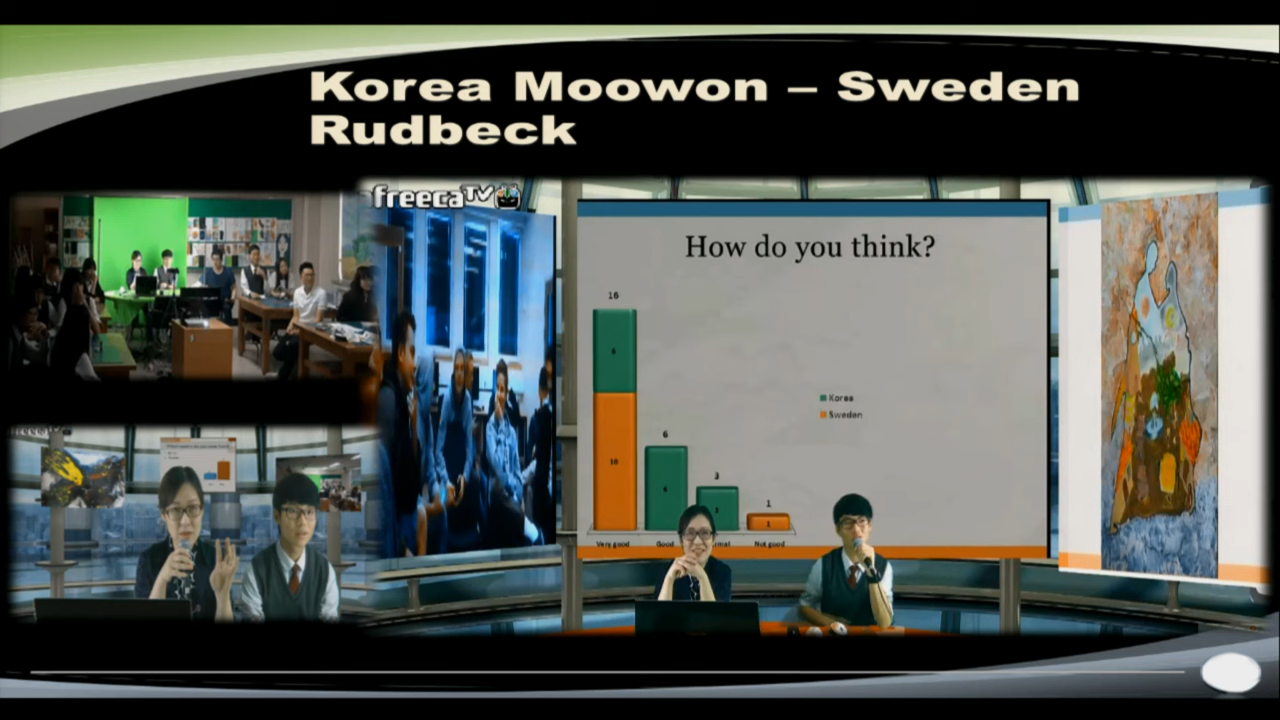 Korea Moowon – Sweden
Rudbeck
freecaTV
How do you think?
16
6
10
6
6
3
3
1
1
Korea
Sweden
Very good
Good
Not good